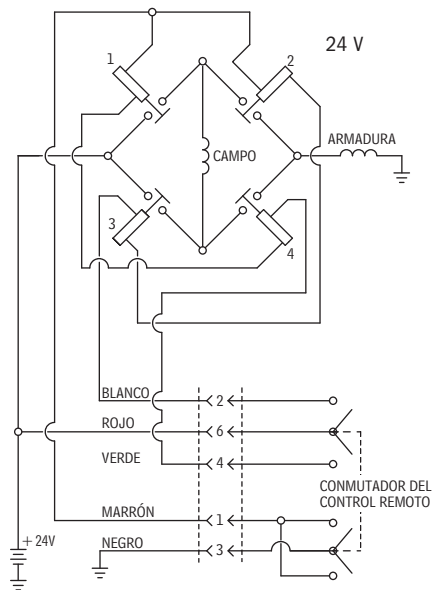 24 V
1
2
ARMADURA
CAMPO
3
4
BLANCO
2
ROJO
6
VERDE
4
CONMUTADOR DEL
CONTROL REMOTO
MARRÓN
1
+ 24V
NEGRO
3